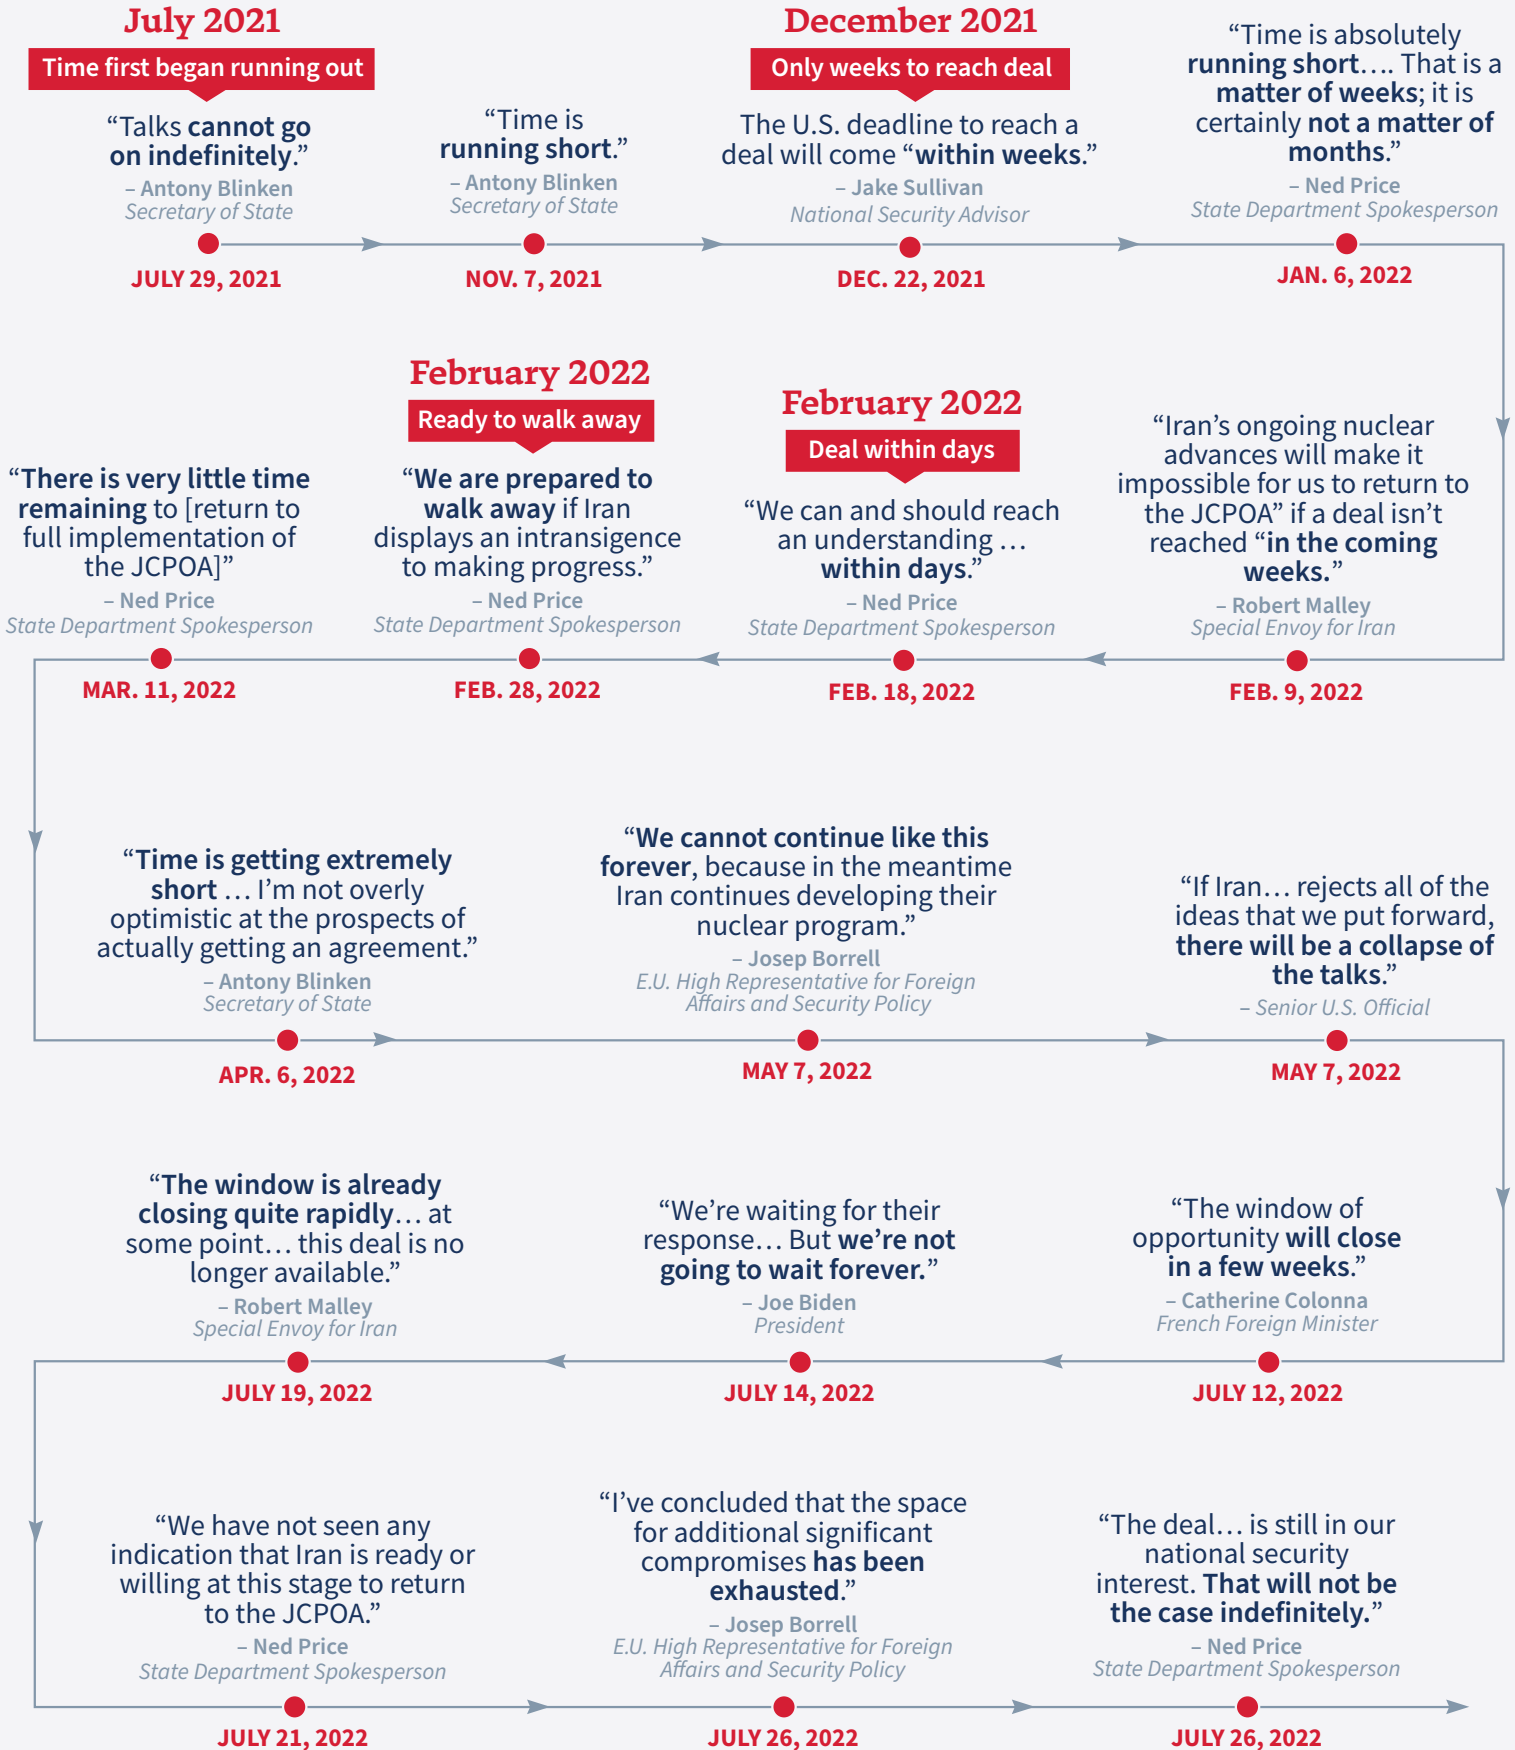 July 2021
Time first began running out
“Talks cannot go
on indefinitely.”
– Antony Blinken
Secretary of State
JULY 29, 2021
“Time is
running short.”
– Antony Blinken
Secretary of State
NOV. 7, 2021
December 2021
Only weeks to reach deal
The U.S. deadline to reach a
deal will come “within weeks.”
– Jake Sullivan
National Security Advisor
DEC. 22, 2021
“Time is absolutely
running short…. That is a
matter of weeks; it is
certainly not a matter of
months.”
– Ned Price
State Department Spokesperson
JAN. 6, 2022
“Iran’s ongoing nuclear
advances will make it
impossible for us to return to
the JCPOA” if a deal isn’t
reached “in the coming
weeks.”
– Robert Malley
Special Envoy for Iran
FEB. 9, 2022
February 2022
Deal within days
“We can and should reach
an understanding …
within days.”
– Ned Price
State Department Spokesperson
FEB. 18, 2022
February 2022
Ready to walk away
“We are prepared to
walk away if Iran
displays an intransigence
to making progress.”
– Ned Price
State Department Spokesperson
FEB. 28, 2022
“There is very little time
remaining to [return to
full implementation of
the JCPOA]”
– Ned Price
State Department Spokesperson
MAR. 11, 2022
“Time is getting extremely
short … I’m not overly
optimistic at the prospects of
actually getting an agreement.”
– Antony Blinken
Secretary of State
APR. 6, 2022
“We cannot continue like this
forever, because in the meantime
Iran continues developing their
nuclear program.”
– Josep Borrell
E.U. High Representative for Foreign
Affairs and Security Policy
MAY 7, 2022
“If Iran… rejects all of the
ideas that we put forward,
there will be a collapse of
the talks.”
– Senior U.S. Official
MAY 7, 2022
“The window of
opportunity will close
in a few weeks.”
– Catherine Colonna
French Foreign Minister
JULY 12, 2022
“We’re waiting for their
response… But we’re not
going to wait forever.”
– Joe Biden
President
JULY 14, 2022
“The window is already
closing quite rapidly… at
some point… this deal is no
longer available.”
– Robert Malley
Special Envoy for Iran
JULY 19, 2022
“We have not seen any
indication that Iran is ready or
willing at this stage to return
to the JCPOA.”
– Ned Price
State Department Spokesperson
JULY 21, 2022
“I’ve concluded that the space
for additional significant
compromises has been
exhausted.”
– Josep Borrell
E.U. High Representative for Foreign
Affairs and Security Policy
JULY 26, 2022
“The deal… is still in our
national security
interest. That will not be
the case indefinitely.”
– Ned Price
State Department Spokesperson
JULY 26, 2022